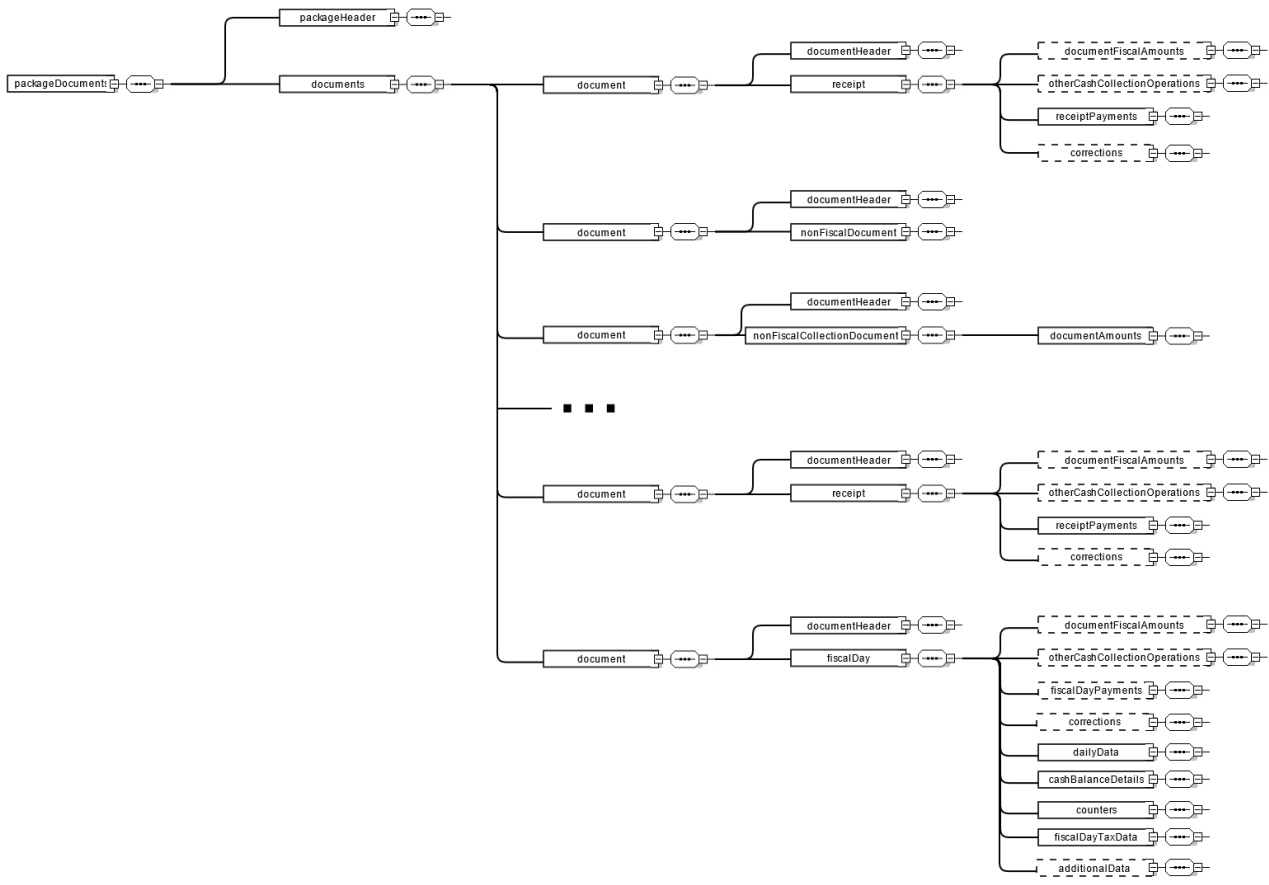 packageHeader
packageDocuments
documents
document
documentHeader
receipt
documentFiscalAmounts
otherCashCollectionOperations
receiptPayments
corrections
document
documentHeader
nonFiscalDocument
document
documentHeader
nonFiscalCollectionDocument
documentAmounts
document
documentHeader
receipt
documentFiscalAmounts
otherCashCollectionOperations
receiptPayments
corrections
document
documentHeader
fiscalDay
documentFiscalAmounts
otherCashCollectionOperations
fiscalDayPayments
corrections
dailyData
cashBalanceDetails
counters
fiscalDayTaxData
additionalData